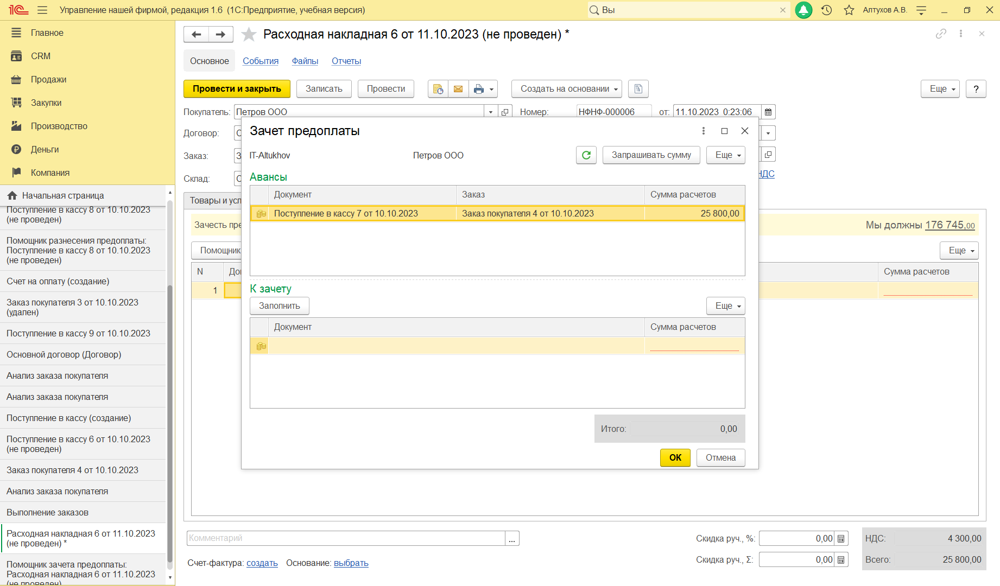 1С Управление нашей фирмой, редакция 1.6 (1С:Предприятие, учебная версия)
Вы
Алтухов А.В.
Главное
CRM
Продажи
Закупки
Производство
Деньги
Компания
Начальная страница
Поступление в кассу 8 от 10.10.2023
(не проведен)
Помощник разнесения предоплаты:
Поступление в кассу 8 от 10.10.2023
(не проведен)
Счет на оплату (создание)
Заказ покупателя 3 от 10.10.2023
(удален)
Поступление в кассу 9 от 10.10.2023
Основной договор (Договор)
Анализ заказа покупателя
Анализ заказа покупателя
Поступление в кассу (создание)
Поступление в кассу 6 от 10.10.2023
(не проведен)
Заказ покупателя 4 от 10.10.2023
Анализ заказа покупателя
Выполнение заказов
Расходная накладная 6 от 11.10.2023
(не проведен) *
Помощник зачета предоплаты:
Расходная накладная 6 от 11.10.2023
(не проведен)
Расходная накладная 6 от 11.10.2023 (не проведен) *
Основное События Файлы Отчеты
Провести и закрыть Записать Провести Создать на основании Еще ?
Покупатель: Петров ООО Номер: НФНФ-000006 от: 11.10.2023 0:23:06
Договор: С
Заказ: З
Склад: О
НДС
Товары и усл
Зачесть пре
Мы должны 176 745,00
Помощник Еще
N До Сумма расчетов
1
Зачет предоплаты
IT-Altukhov Петров ООО Запрашивать сумму Еще
Авансы
Документ Заказ Сумма расчетов
Поступление в кассу 7 от 10.10.2023 Заказ покупателя 4 от 10.10.2023 25 800,00
К зачету
Заполнить Еще
Документ Сумма расчетов
Итого: 0,00
ОК Отмена
Комментарий ...
Счет-фактура: создать Основание: выбрать
Скидка руч., %: 0,00
Скидка руч., Σ: 0,00
НДС: 4 300,00
Всего: 25 800,00